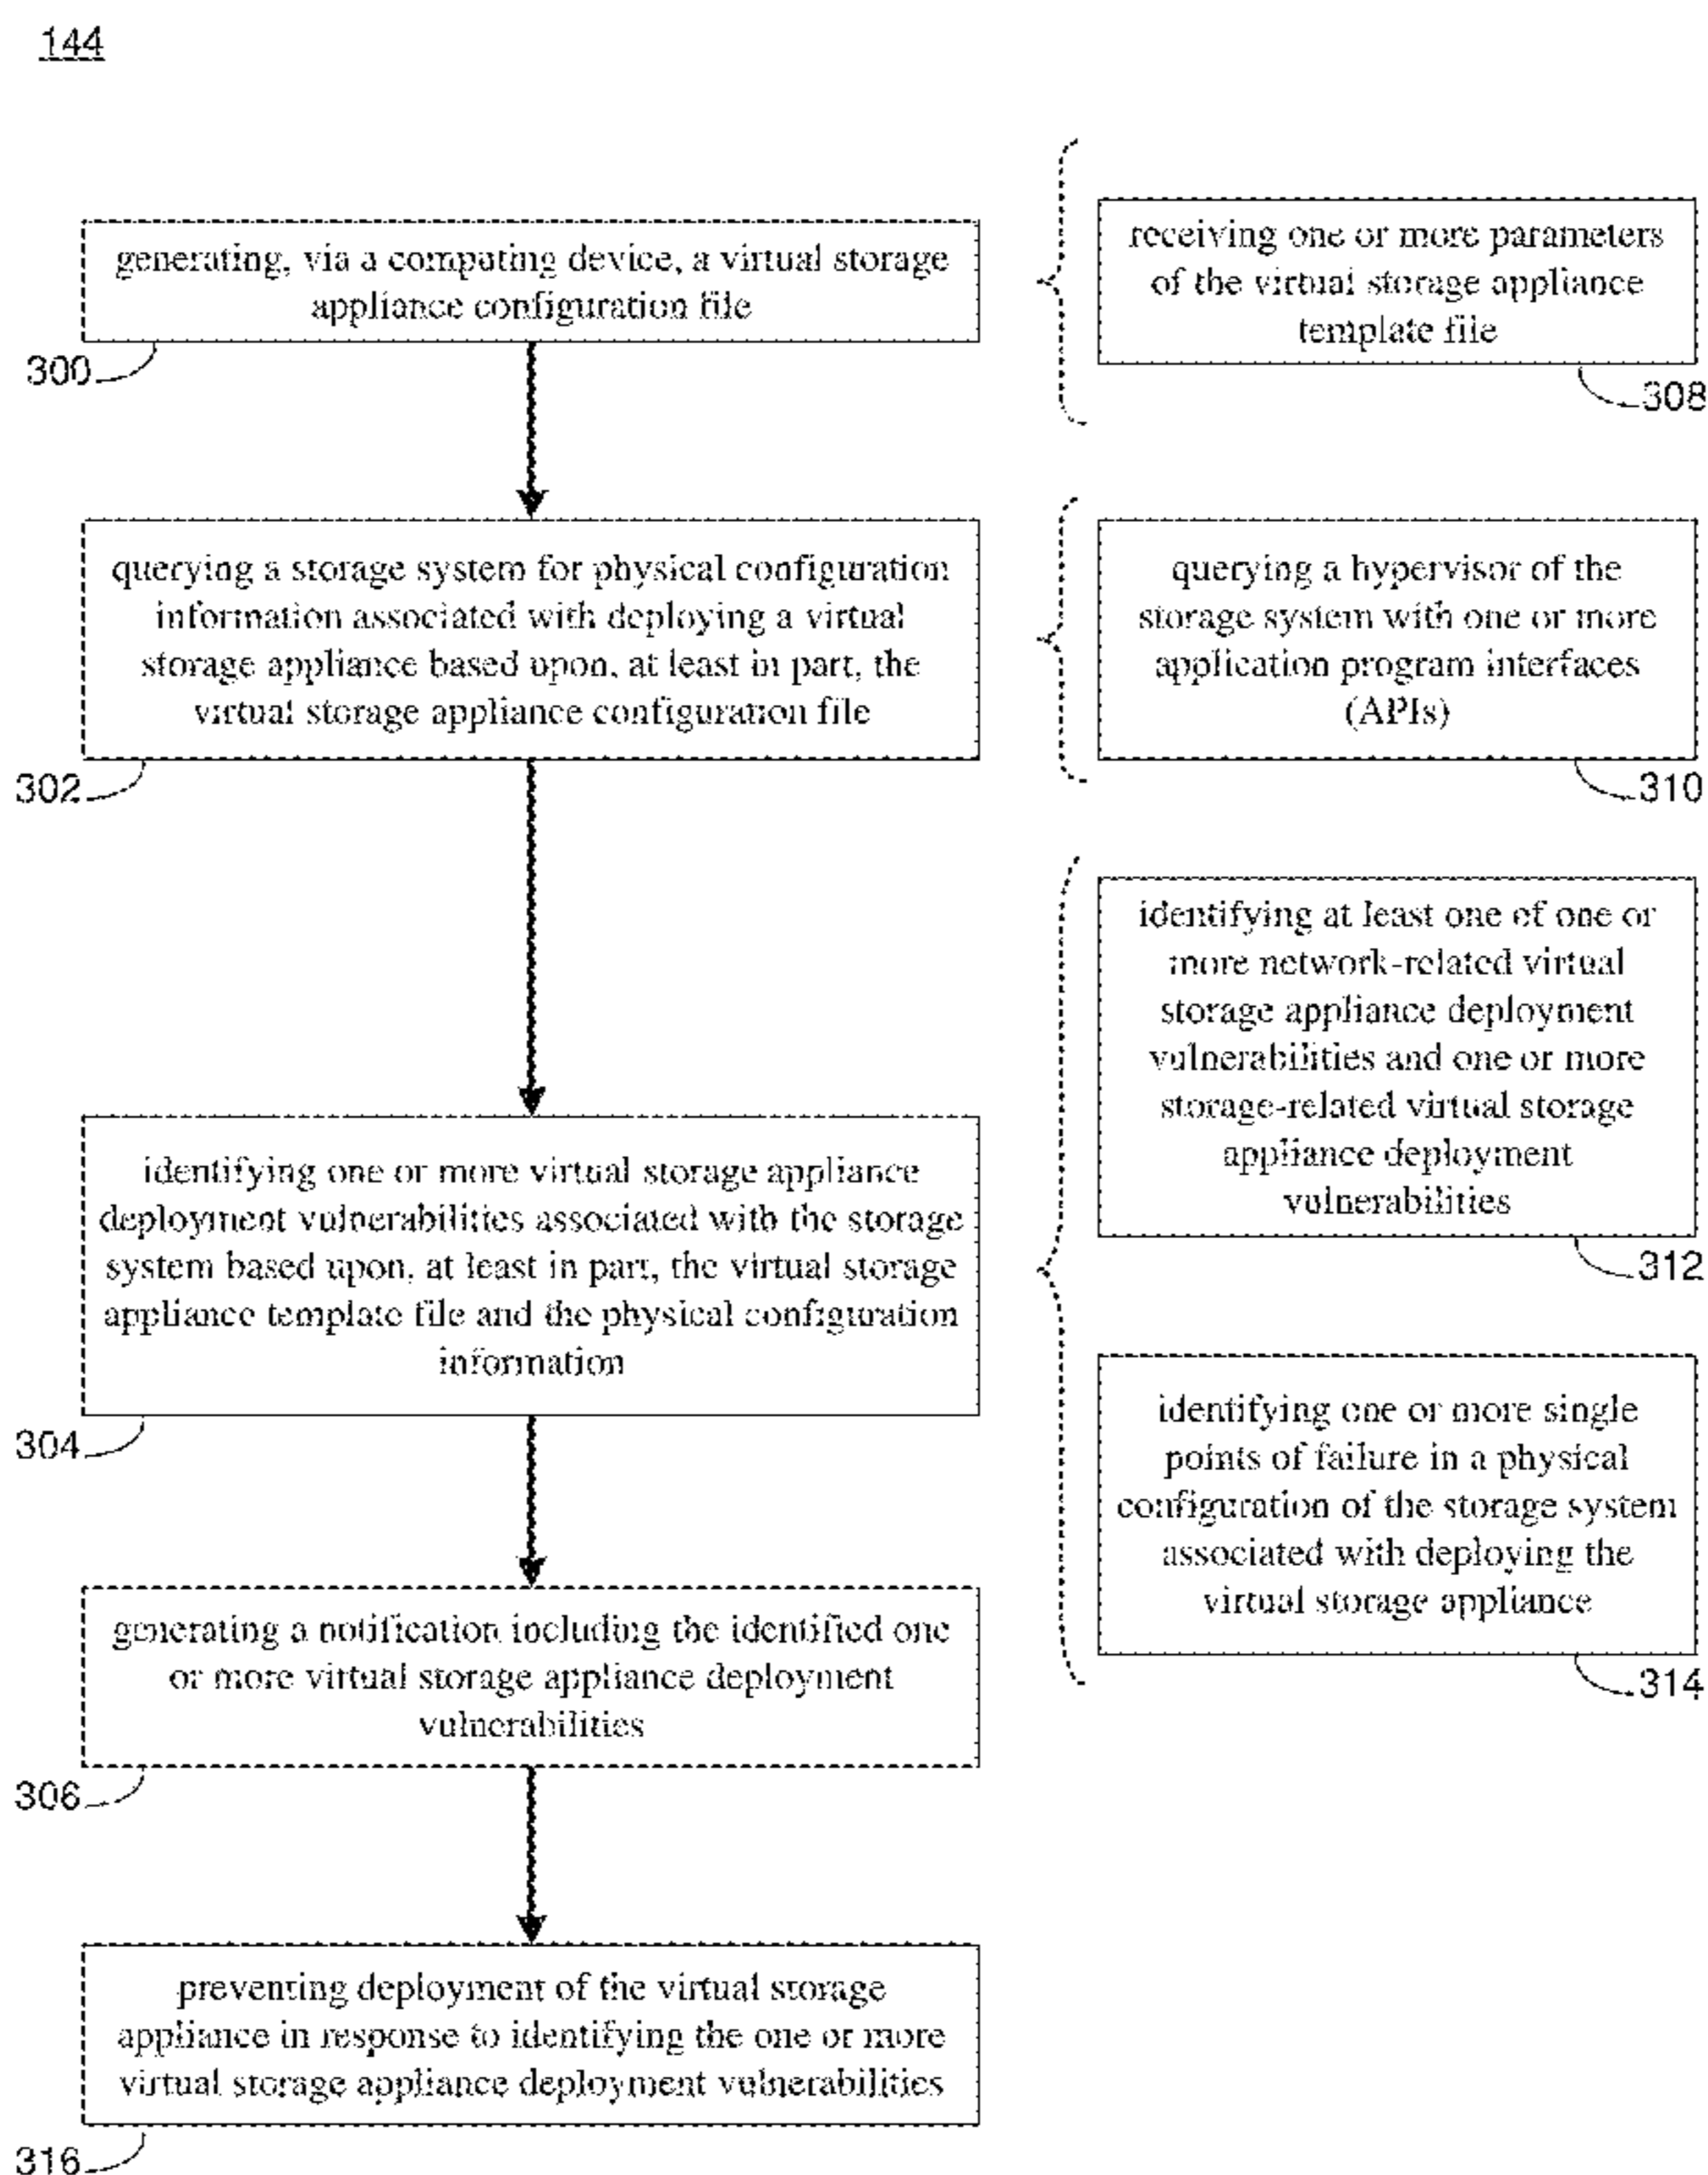 144
generating, via a computing device, a virtual storage
appliance configuration file
300
receiving one or more parameters
of the virtual storage appliance
template file
308
querying a storage system for physical configuration
information associated with deploying a virtual
storage appliance based upon, at least in part, the
virtual storage appliance configuration file
302
querying a hypervisor of the
storage system with one or more
application program interfaces
(APIs)
310
identifying at least one of one or
more network-related virtual
storage appliance deployment
vulnerabilities and one or more
storage-related virtual storage
appliance deployment
vulnerabilities
312
identifying one or more virtual storage appliance
deployment vulnerabilities associated with the storage
system based upon, at least in part, the virtual storage
appliance template file and the physical configuration
information
304
identifying one or more single
points of failure in a physical
configuration of the storage system
associated with deploying the
virtual storage appliance
314
generating a notification including the identified one
or more virtual storage appliance deployment
vulnerabilities
306
preventing deployment of the virtual storage
appliance in response to identifying the one or more
virtual storage appliance deployment vulnerabilities
316